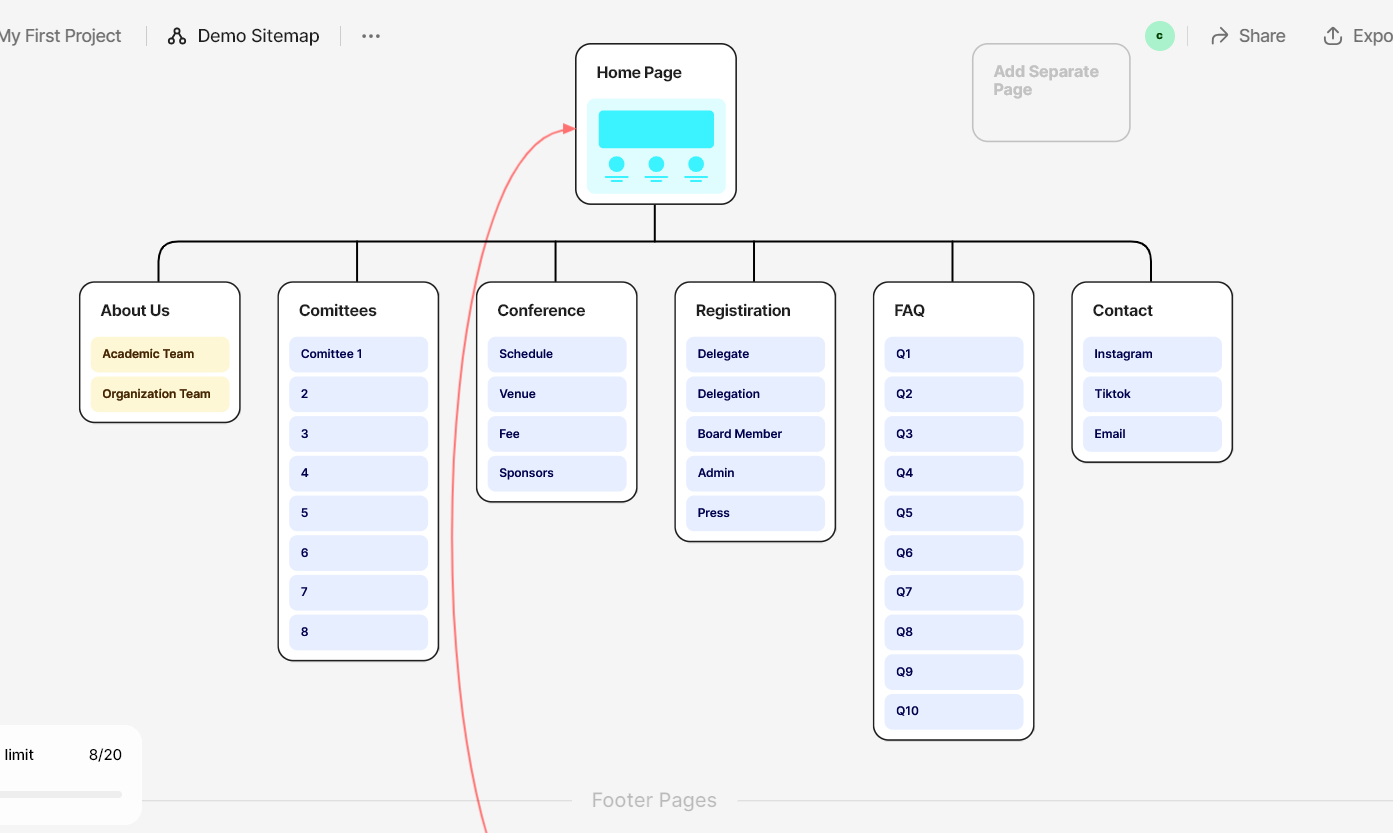 My First Project
Demo Sitemap
c
Share
Expo
Home Page
Add Separate
Page
About Us
Academic Team
Organization Team
Comittees
Comittee 1
2
3
4
5
6
7
8
Conference
Schedule
Venue
Fee
Sponsors
Registiration
Delegate
Delegation
Board Member
Admin
Press
FAQ
Q1
Q2
Q3
Q4
Q5
Q6
Q7
Q8
Q9
Q10
Contact
Instagram
Tiktok
Email
limit 8/20
Footer Pages